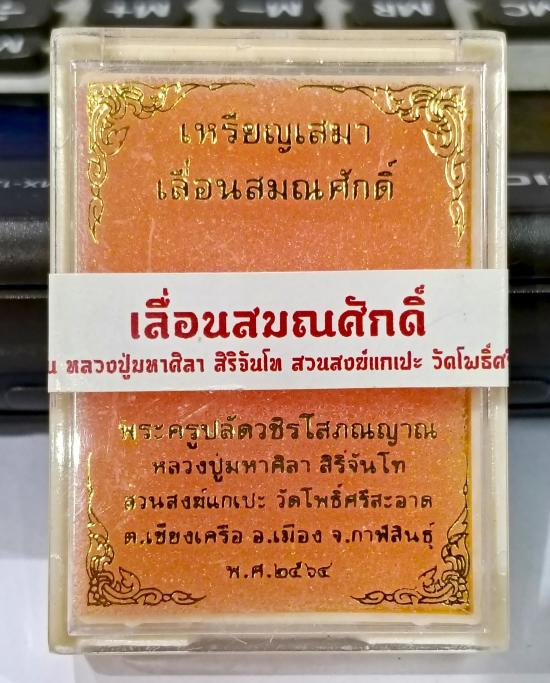 เหรียญเสมา
เลื่อนสมณศักดิ์
เลื่อนสมณศักดิ์
น หลวงปู่มหาศิลา สิริจันโท สวนสงฆ์แกเปะ วัดโพธิ์ศรี
พระครูปลัดวชิรโสภณญาณ
หลวงปู่มหาศิลา สิริจันโท
สวนสงฆ์แกเปะ วัดโพธิ์ศรีสะอาด
ต.เชียงเครือ อ.เมือง จ.กาฬสินธุ์
พ.ศ.๒๕๖๔